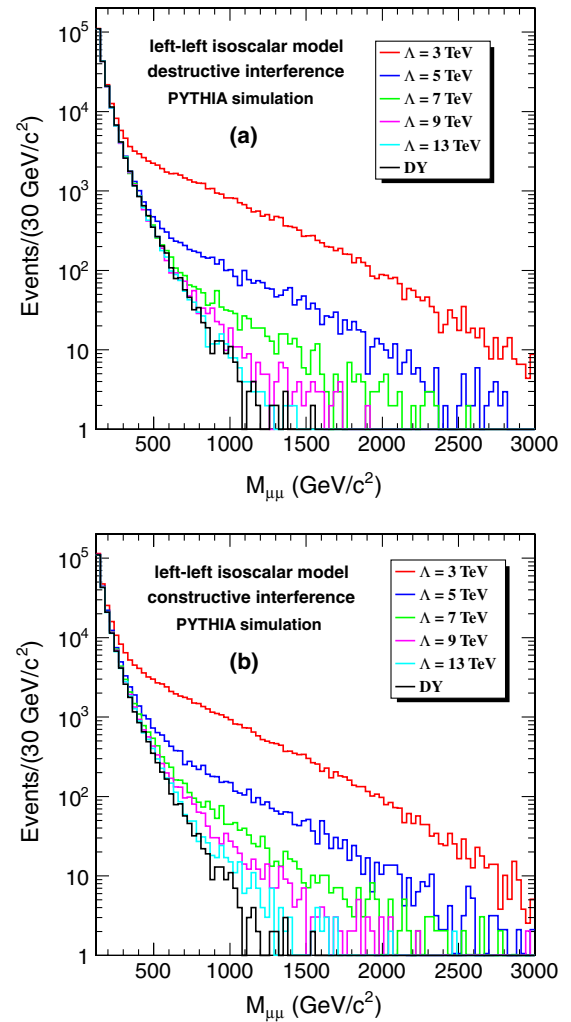 10⁵
10⁴
10³
10²
10
1
Events/(30 GeV/c²)
left-left isoscalar model
destructive interference
PYTHIA simulation
(a)
Λ = 3 TeV
Λ = 5 TeV
Λ = 7 TeV
Λ = 9 TeV
Λ = 13 TeV
DY
500 1000 1500 2000 2500 3000
M_μμ (GeV/c²)
10⁵
10⁴
10³
10²
10
1
Events/(30 GeV/c²)
left-left isoscalar model
constructive interference
PYTHIA simulation
(b)
Λ = 3 TeV
Λ = 5 TeV
Λ = 7 TeV
Λ = 9 TeV
Λ = 13 TeV
DY
500 1000 1500 2000 2500 3000
M_μμ (GeV/c²)